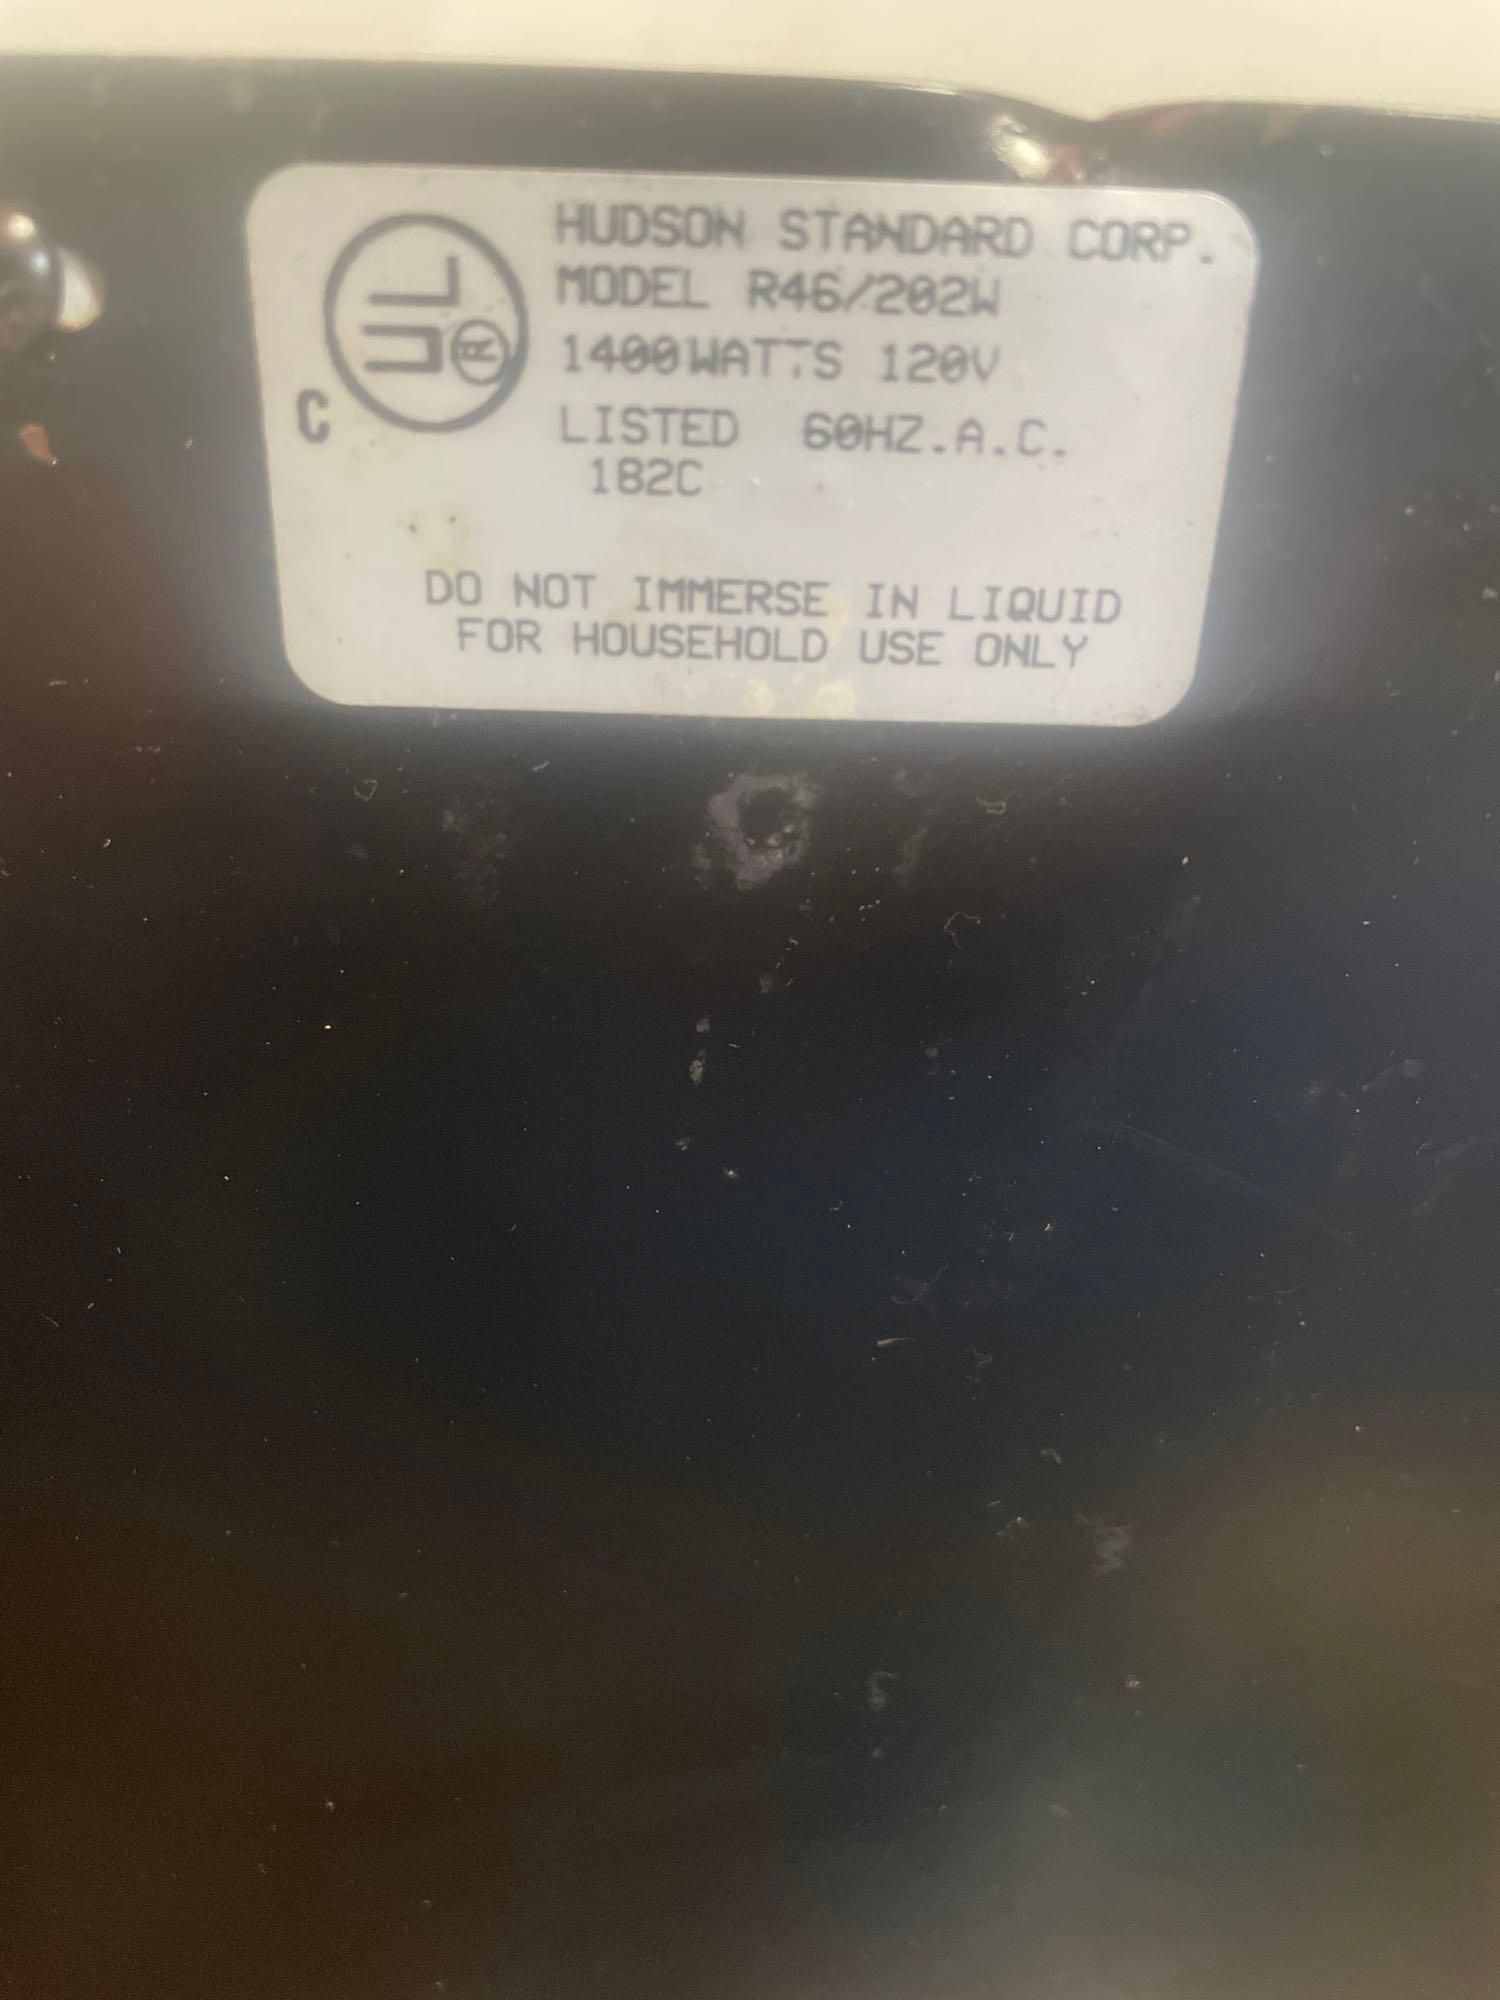 HUDSON STANDARD CORP.
MODEL R46/202W
1400WATTS 120V
LISTED 60HZ.A.C.
182C
C UL ®
DO NOT IMMERSE IN LIQUID
FOR HOUSEHOLD USE ONLY